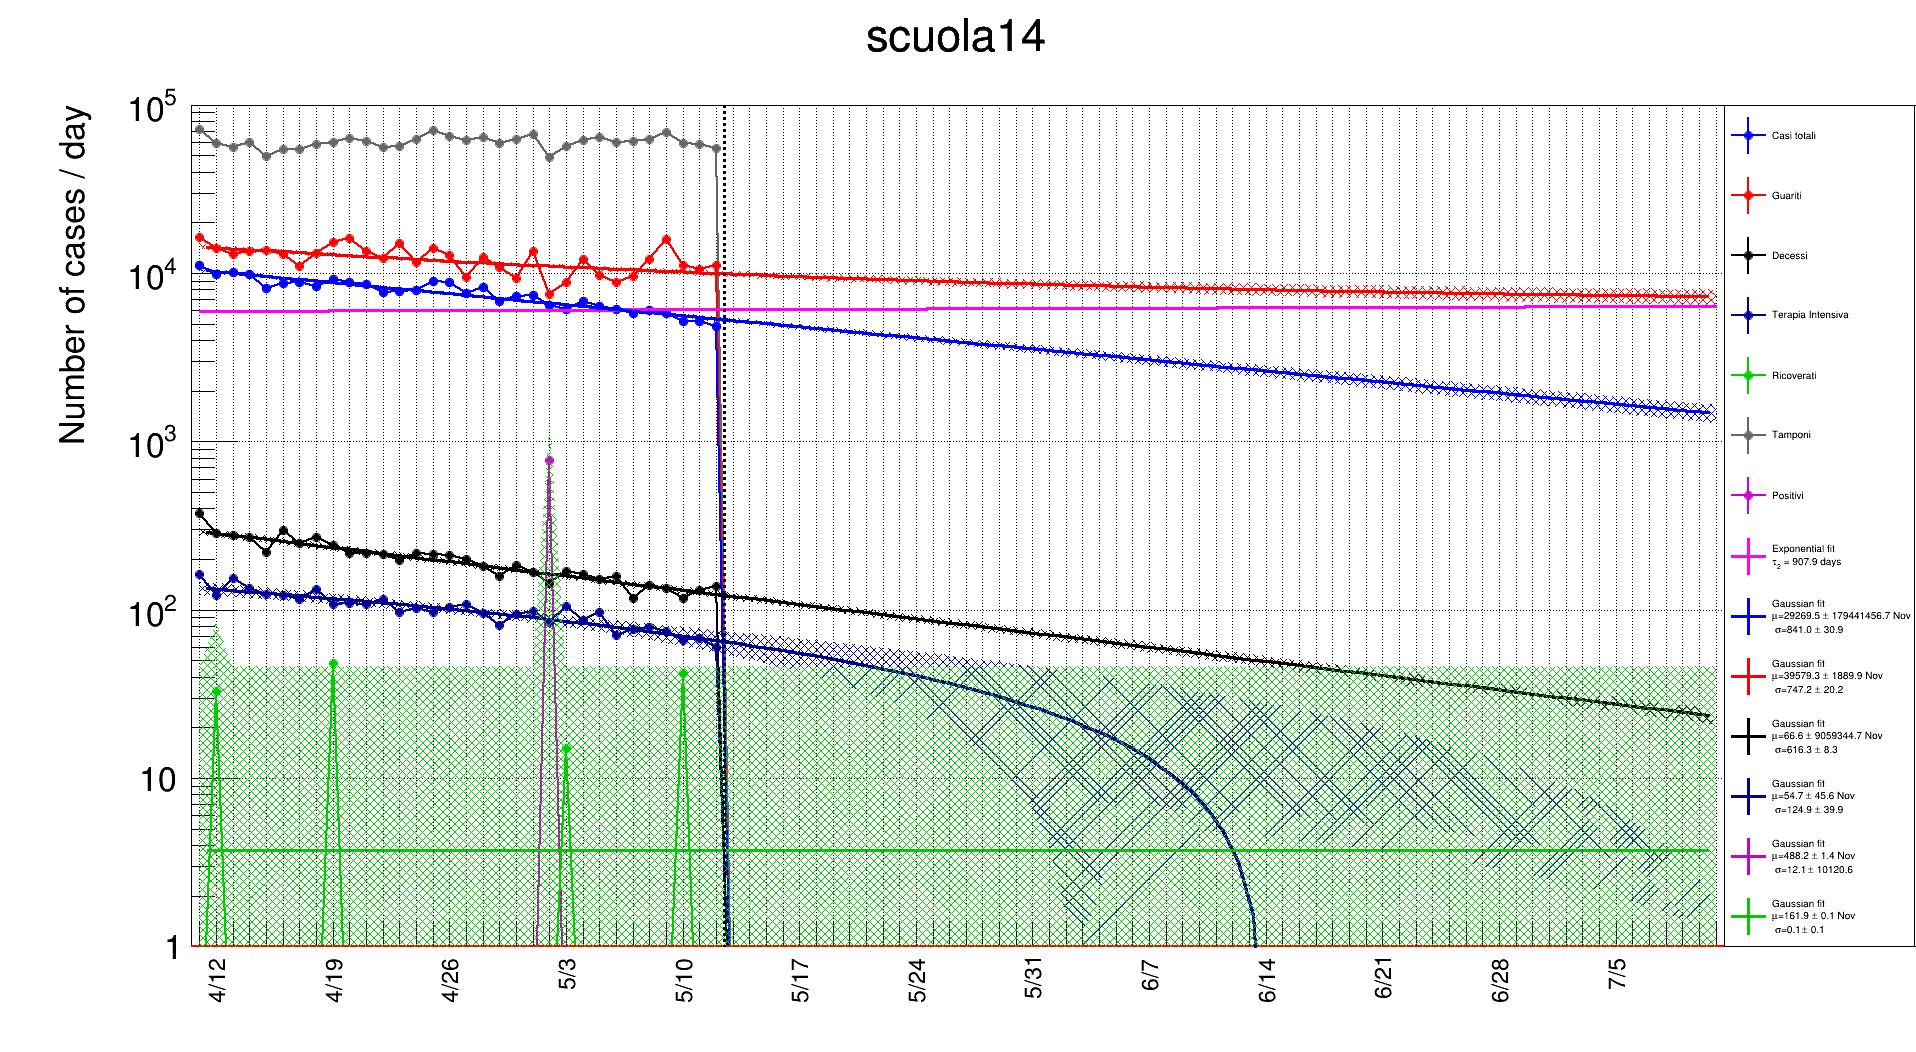 scuola14
Number of cases / day
10^5
10^4
10^3
10^2
10
1
4/12
4/19
4/26
5/3
5/10
5/17
5/24
5/31
6/7
6/14
6/21
6/28
7/5
Casi totali
Guariti
Decessi
Terapia Intensiva
Ricoverati
Tamponi
Positivi
Exponential fit
τ₂ = 907.9 days
Gaussian fit
μ=29269.5 ± 179441456.7 Nov
σ=841.0 ± 30.9
Gaussian fit
μ=39579.3 ± 1889.9 Nov
σ=747.2 ± 20.2
Gaussian fit
μ=66.6 ± 9059344.7 Nov
σ=616.3 ± 8.3
Gaussian fit
μ=54.7 ± 45.6 Nov
σ=124.9 ± 39.9
Gaussian fit
μ=488.2 ± 1.4 Nov
σ=12.1 ± 10120.6
Gaussian fit
μ=161.9 ± 0.1 Nov
σ=0.1 ± 0.1